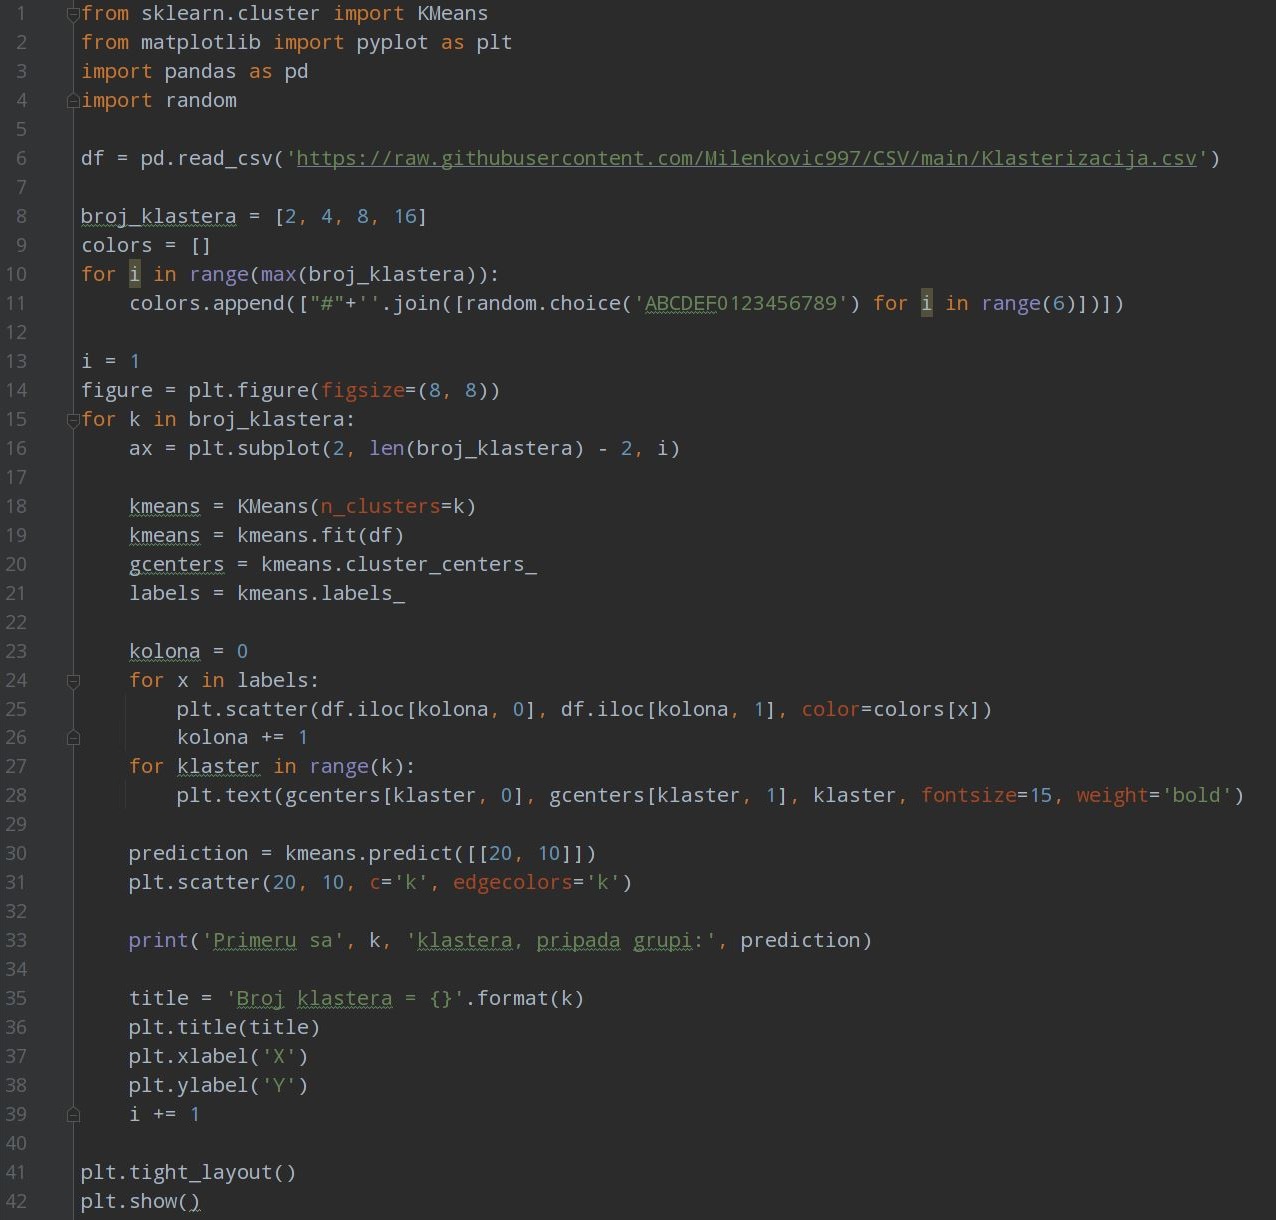 1 from sklearn.cluster import KMeans
2 from matplotlib import pyplot as plt
3 import pandas as pd
4 import random
5
6 df = pd.read_csv('https://raw.githubusercontent.com/Milenkovic997/CSV/main/Klasterizacija.csv')
7
8 broj_klastera = [2, 4, 8, 16]
9 colors = []
10 for i in range(max(broj_klastera)):
11     colors.append(["#"+''.join([random.choice('ABCDEF0123456789') for i in range(6)])])
12
13 i = 1
14 figure = plt.figure(figsize=(8, 8))
15 for k in broj_klastera:
16     ax = plt.subplot(2, len(broj_klastera) - 2, i)
17
18     kmeans = KMeans(n_clusters=k)
19     kmeans = kmeans.fit(df)
20     gcenters = kmeans.cluster_centers_
21     labels = kmeans.labels_
22
23     kolona = 0
24     for x in labels:
25         plt.scatter(df.iloc[kolona, 0], df.iloc[kolona, 1], color=colors[x])
26         kolona += 1
27     for klaster in range(k):
28         plt.text(gcenters[klaster, 0], gcenters[klaster, 1], klaster, fontsize=15, weight='bold')
29
30     prediction = kmeans.predict([[20, 10]])
31     plt.scatter(20, 10, c='k', edgecolors='k')
32
33     print('Primeru sa', k, 'klastera, pripada grupi:', prediction)
34
35     title = 'Broj klastera = {}'.format(k)
36     plt.title(title)
37     plt.xlabel('X')
38     plt.ylabel('Y')
39     i += 1
40
41 plt.tight_layout()
42 plt.show()